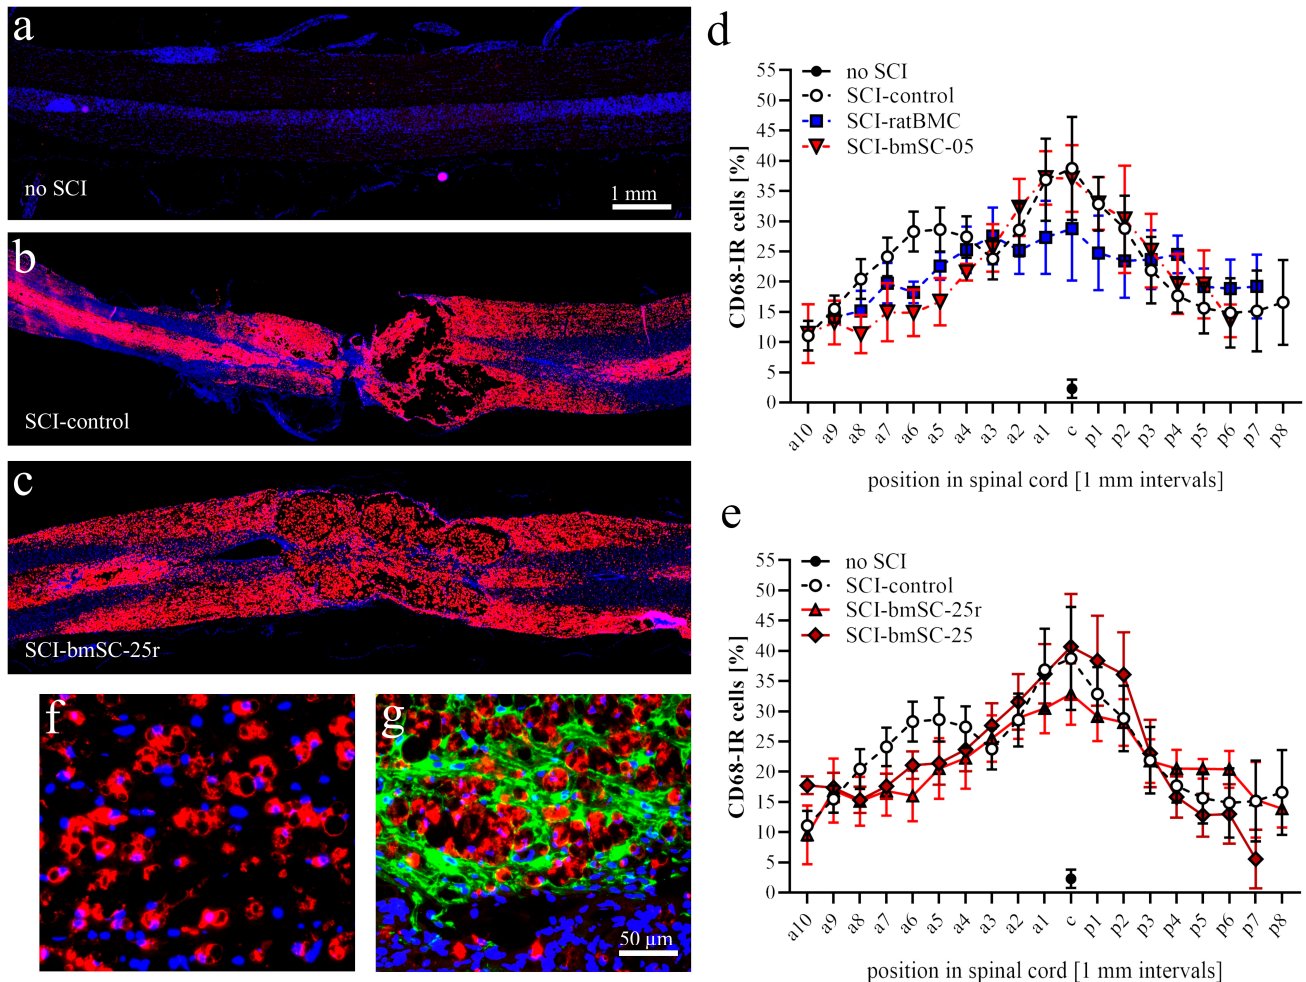 a
no SCI
1 mm
b
SCI-control
c
SCI-bmSC-25r
f
g
50 µm
d
no SCI
SCI-control
SCI-ratBMC
SCI-bmSC-05
CD68-IR cells [%]
55
50
45
40
35
30
25
20
15
10
5
0
a10 a9 a8 a7 a6 a5 a4 a3 a2 a1 c p1 p2 p3 p4 p5 p6 p7 p8
position in spinal cord [1 mm intervals]
e
no SCI
SCI-control
SCI-bmSC-25r
SCI-bmSC-25
CD68-IR cells [%]
55
50
45
40
35
30
25
20
15
10
5
0
a10 a9 a8 a7 a6 a5 a4 a3 a2 a1 c p1 p2 p3 p4 p5 p6 p7 p8
position in spinal cord [1 mm intervals]